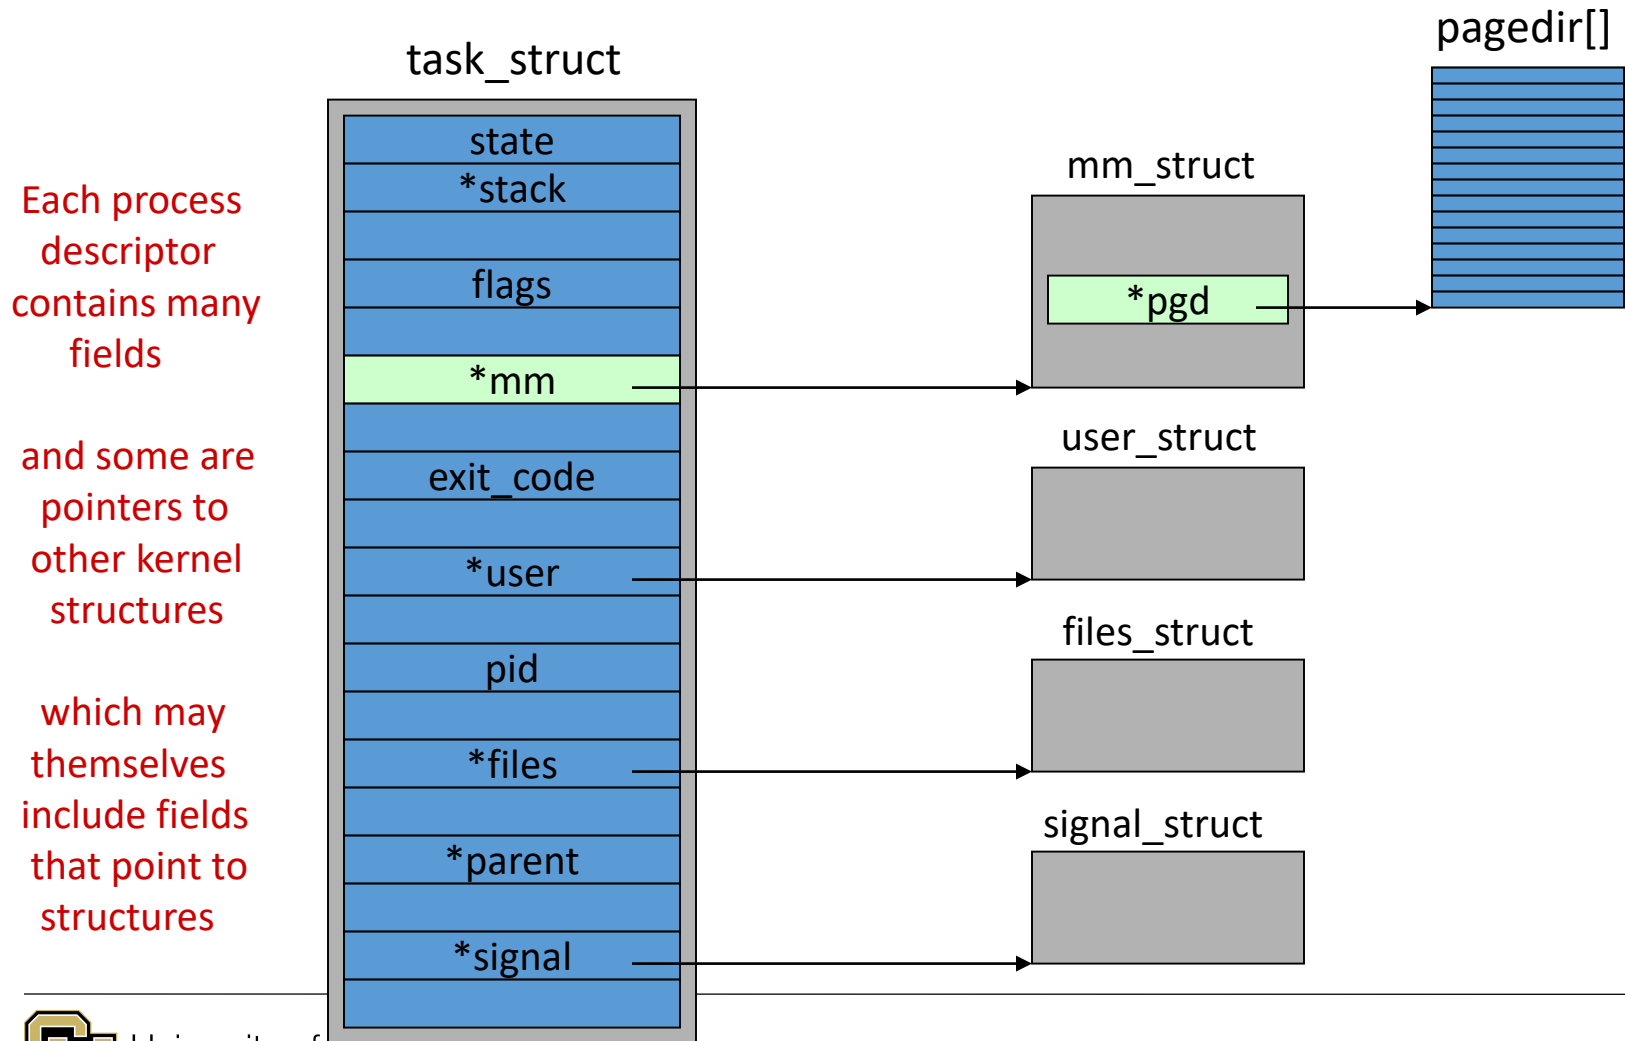 pagedir[]
task_struct
state
*stack
flags
*mm
exit_code
*user
pid
*files
*parent
*signal
mm_struct
*pgd
user_struct
files_struct
signal_struct
Each process
descriptor
contains many
fields
and some are
pointers to
other kernel
structures
which may
themselves
include fields
that point to
structures